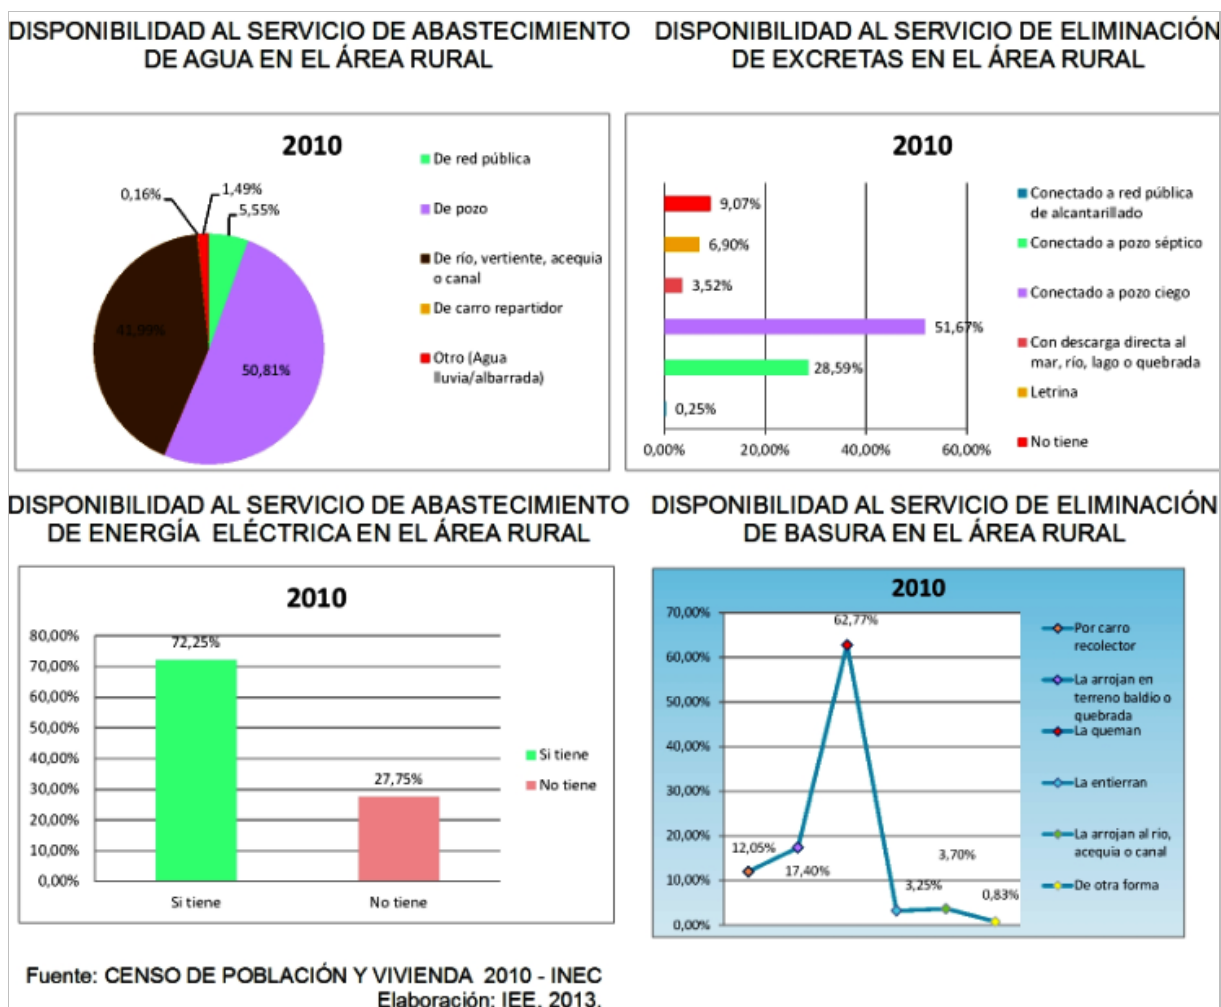 DISPONIBILIDAD AL SERVICIO DE ABASTECIMIENTO
DE AGUA EN EL ÁREA RURAL
2010
0,16%
1,49%
5,55%
41,99%
50,81%
De red pública
De pozo
De río, vertiente, acequia
o canal
De carro repartidor
Otro (Agua
lluvia/albarrada)
DISPONIBILIDAD AL SERVICIO DE ELIMINACIÓN
DE EXCRETAS EN EL ÁREA RURAL
2010
9,07%
6,90%
3,52%
51,67%
28,59%
0,25%
0,00%
20,00%
40,00%
60,00%
Conectado a red pública
de alcantarillado
Conectado a pozo séptico
Conectado a pozo ciego
Con descarga directa al
mar, río, lago o quebrada
Letrina
No tiene
DISPONIBILIDAD AL SERVICIO DE ABASTECIMIENTO
DE ENERGÍA ELÉCTRICA EN EL ÁREA RURAL
2010
80,00%
70,00%
60,00%
50,00%
40,00%
30,00%
20,00%
10,00%
0,00%
72,25%
27,75%
Si tiene
No tiene
Si tiene
No tiene
DISPONIBILIDAD AL SERVICIO DE ELIMINACIÓN
DE BASURA EN EL ÁREA RURAL
2010
70,00%
60,00%
50,00%
40,00%
30,00%
20,00%
10,00%
0,00%
62,77%
12,05%
17,40%
3,25%
3,70%
0,83%
Por carro
recolector
La arrojan en
terreno baldio o
quebrada
La queman
La entierran
La arrojan al rio,
acequia o canal
De otra forma
Fuente: CENSO DE POBLACIÓN Y VIVIENDA 2010 - INEC
Elaboración: IEE, 2013.